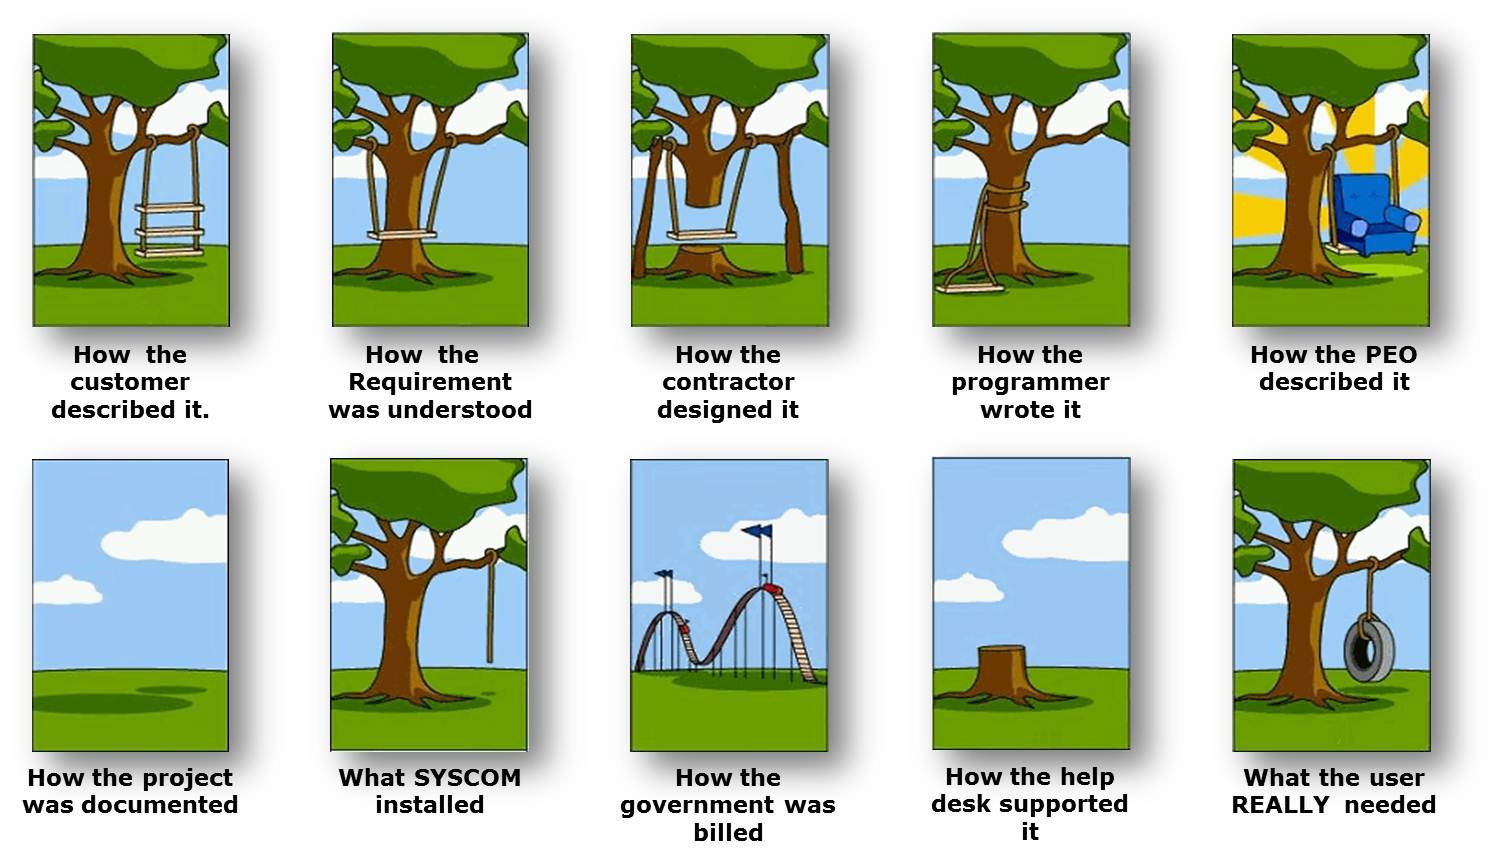 How the
customer
described it.
How the
Requirement
was understood
How the
contractor
designed it
How the
programmer
wrote it
How the PEO
described it
How the project
was documented
What SYSCOM
installed
How the
government was
billed
How the help
desk supported
it
What the user
REALLY needed